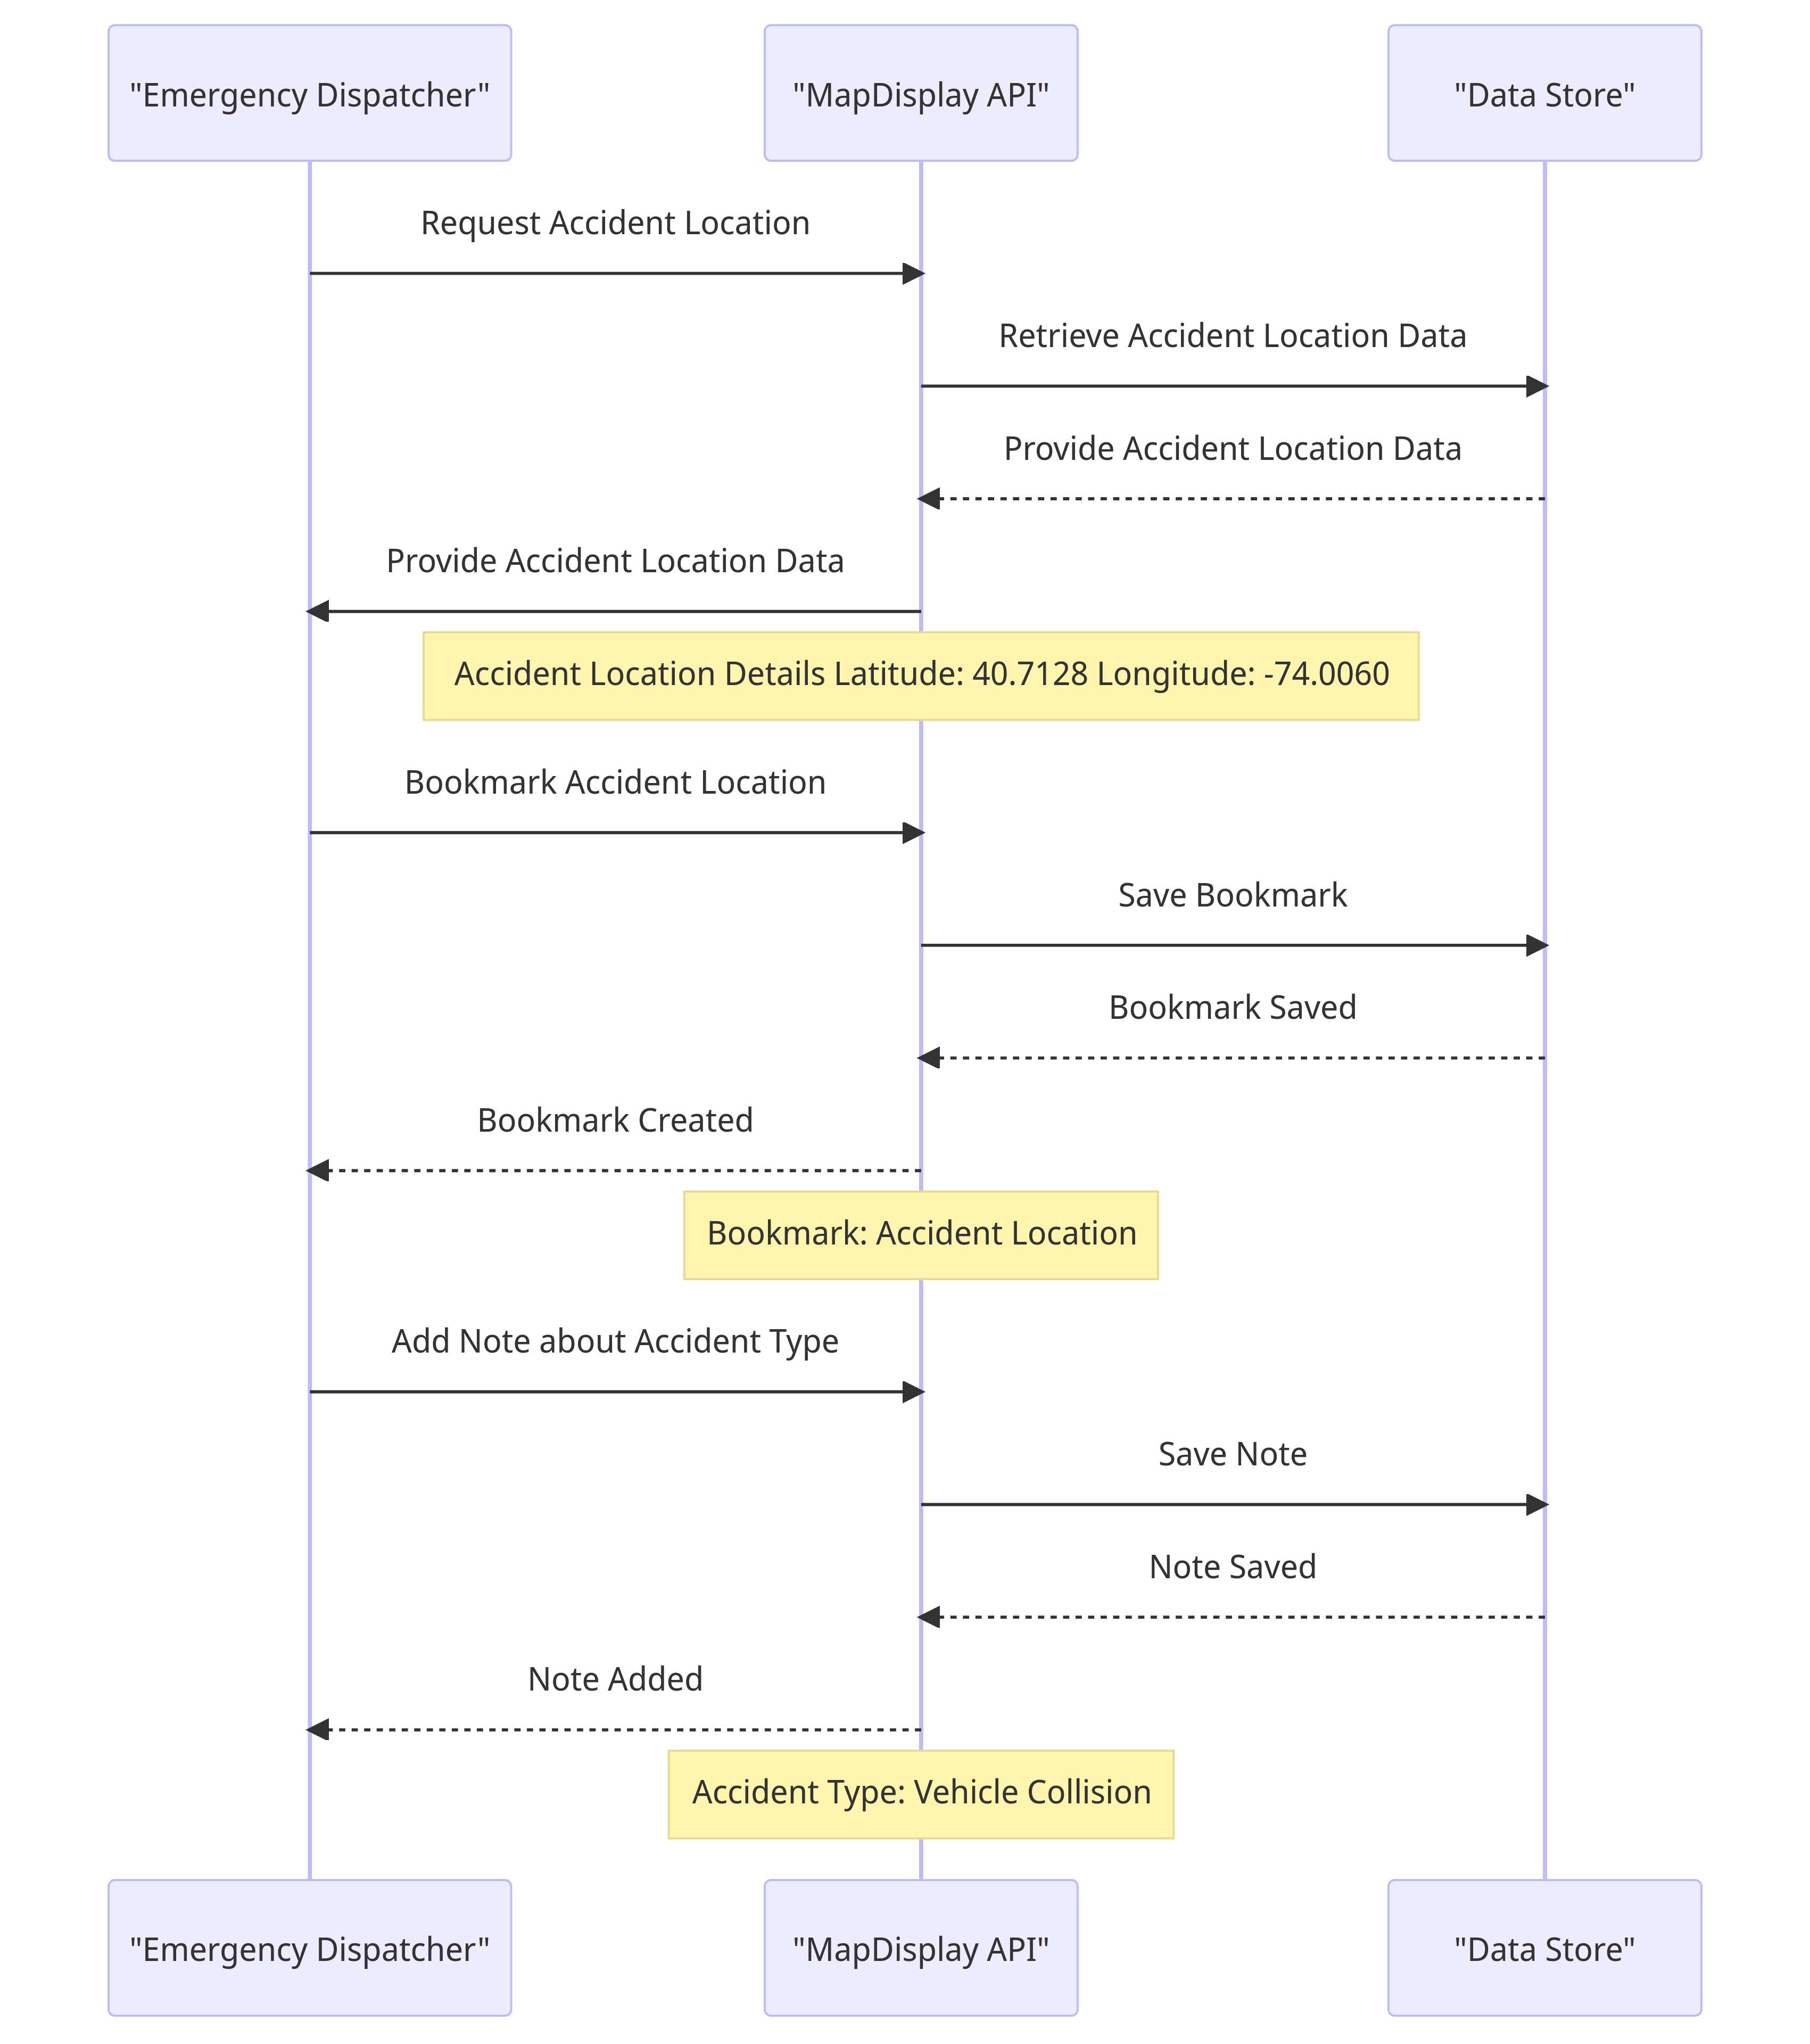 "Emergency Dispatcher"
"MapDisplay API"
"Data Store"
Request Accident Location
Retrieve Accident Location Data
Provide Accident Location Data
Provide Accident Location Data
Accident Location Details Latitude: 40.7128 Longitude: -74.0060
Bookmark Accident Location
Save Bookmark
Bookmark Saved
Bookmark Created
Bookmark: Accident Location
Add Note about Accident Type
Save Note
Note Saved
Note Added
Accident Type: Vehicle Collision
"Emergency Dispatcher"
"MapDisplay API"
"Data Store"